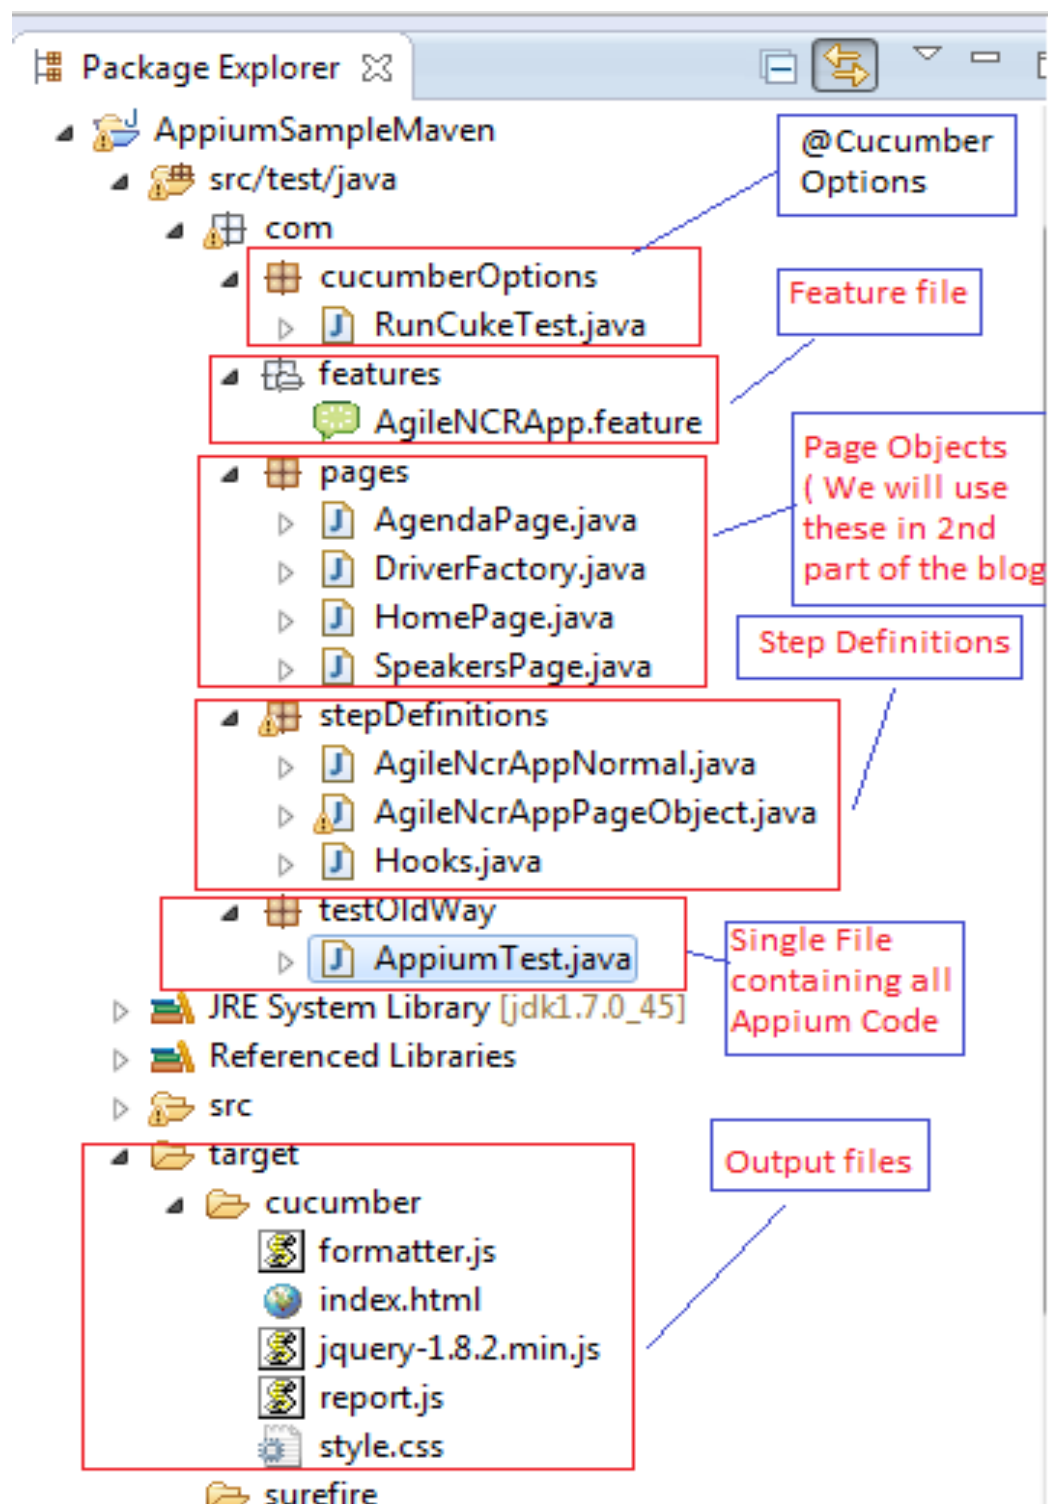 Package Explorer
AppiumSampleMaven
@Cucumber
Options
src/test/java
com
cucumberOptions
RunCukeTest.java
Feature file
features
AgileNCRApp.feature
pages
Page Objects
( We will use
these in 2nd
part of the blog
AgendaPage.java
DriverFactory.java
HomePage.java
SpeakersPage.java
Step Definitions
stepDefinitions
AgileNcrAppNormal.java
AgileNcrAppPageObject.java
Hooks.java
testOldWay
AppiumTest.java
Single File
containing all
Appium Code
JRE System Library [jdk1.7.0_45]
Referenced Libraries
src
target
Output files
cucumber
formatter.js
index.html
jquery-1.8.2.min.js
report.js
style.css
surefire